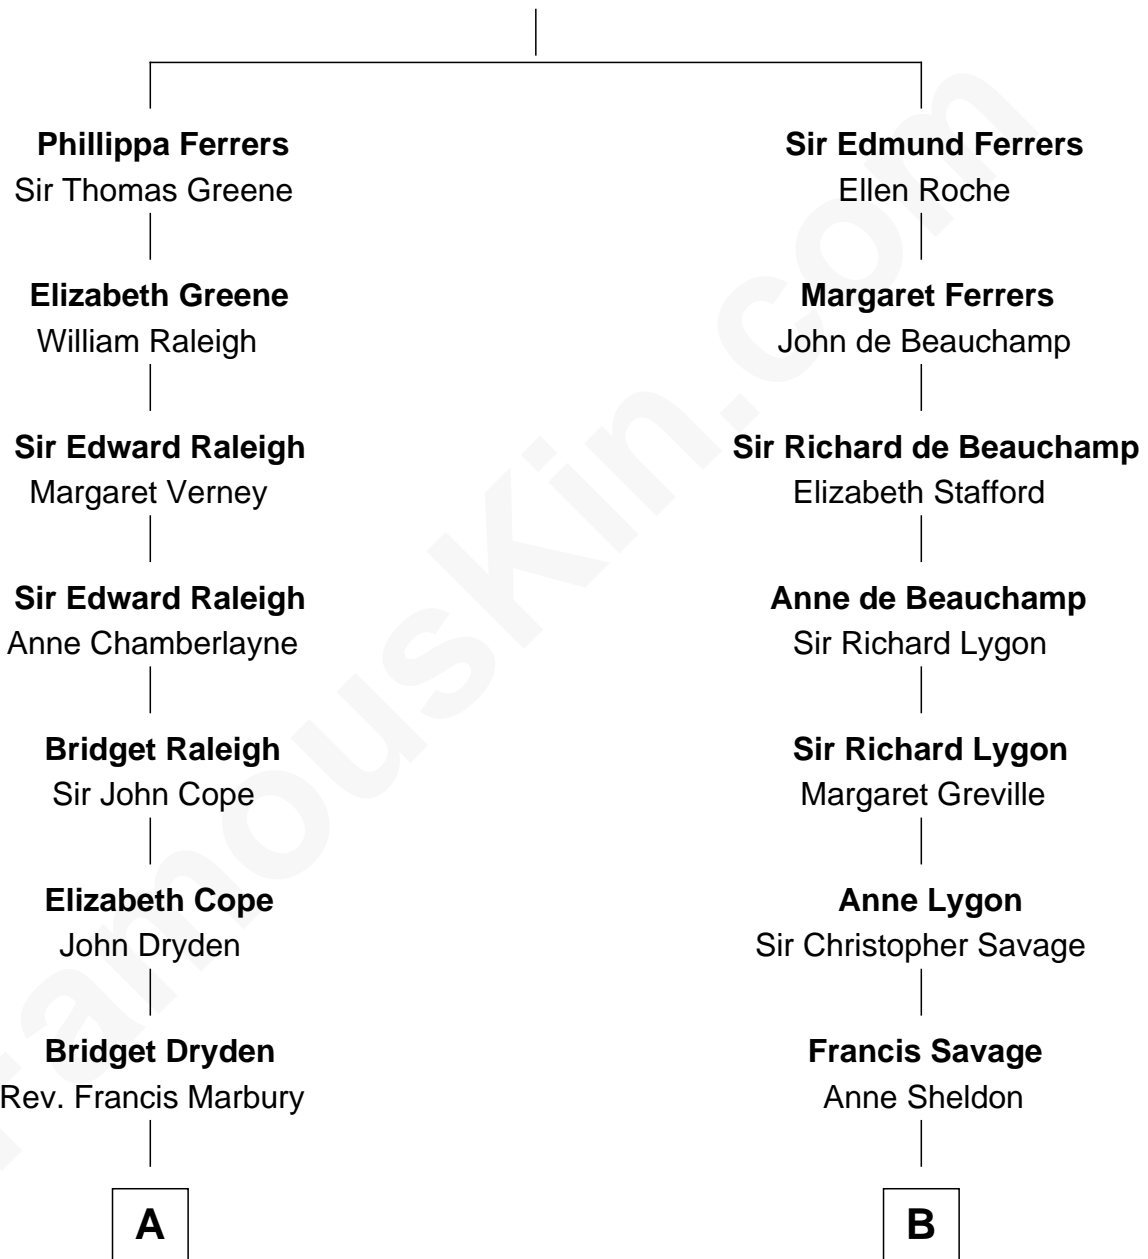 Phillippa Ferrers
Sir Thomas Greene
Elizabeth Greene
William Raleigh
Sir Edward Raleigh
Margaret Verney
Sir Edward Raleigh
Anne Chamberlayne
Bridget Raleigh
Sir John Cope
Elizabeth Cope
John Dryden
Bridget Dryden
Rev. Francis Marbury
A
Sir Edmund Ferrers
Ellen Roche
Margaret Ferrers
John de Beauchamp
Sir Richard de Beauchamp
Elizabeth Stafford
Anne de Beauchamp
Sir Richard Lygon
Sir Richard Lygon
Margaret Greville
Anne Lygon
Sir Christopher Savage
Francis Savage
Anne Sheldon
B
FamousKin.com